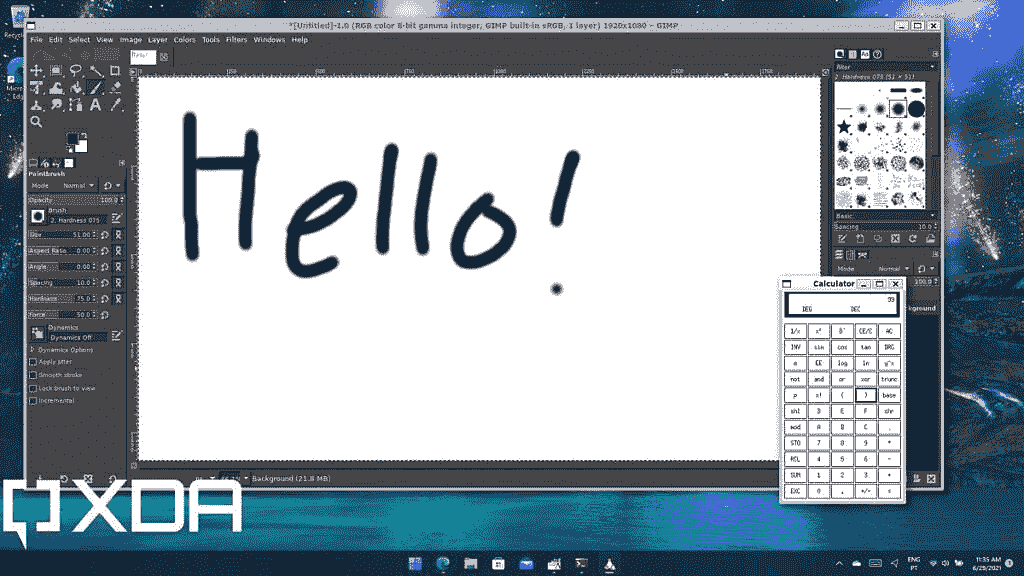 *[Untitled]-1.0 (RGB color 8-bit gamma integer, GIMP built-in sRGB, 1 layer) 1920x1080 – GIMP
File Edit Select View Image Layer Colors Tools Filters Windows Help
Hello!
Paintbrush
Mode Normal
Opacity 100.0
Brush
2. Hardness 075
Size 51.00
Aspect Ratio 0.00
Angle 0.00
Spacing 10.0
Hardness 75.0
Force 50.0
Dynamics
Dynamics Off
Dynamics Options
Apply Jitter
Smooth stroke
Lock brush to view
Incremental
Background (21.8 MB)
filter
2. Hardness 075 (51 × 51)
Basic
Spacing 10.0
Mode Normal
100.0
Calculator
99
DEG DEC
1/x CE/C AC
INV sin cos tan DRG
e EE log ln y^x
not and or xor trunc
p x! ( ) base
shl D E F shr
mod A B C
STO 7 8 9 *
RCL 4 5 6 -
SUM 1 2 3 +
EXC 0 . +/- =
XDA
ENG
PT
11:35 AM
6/29/2021